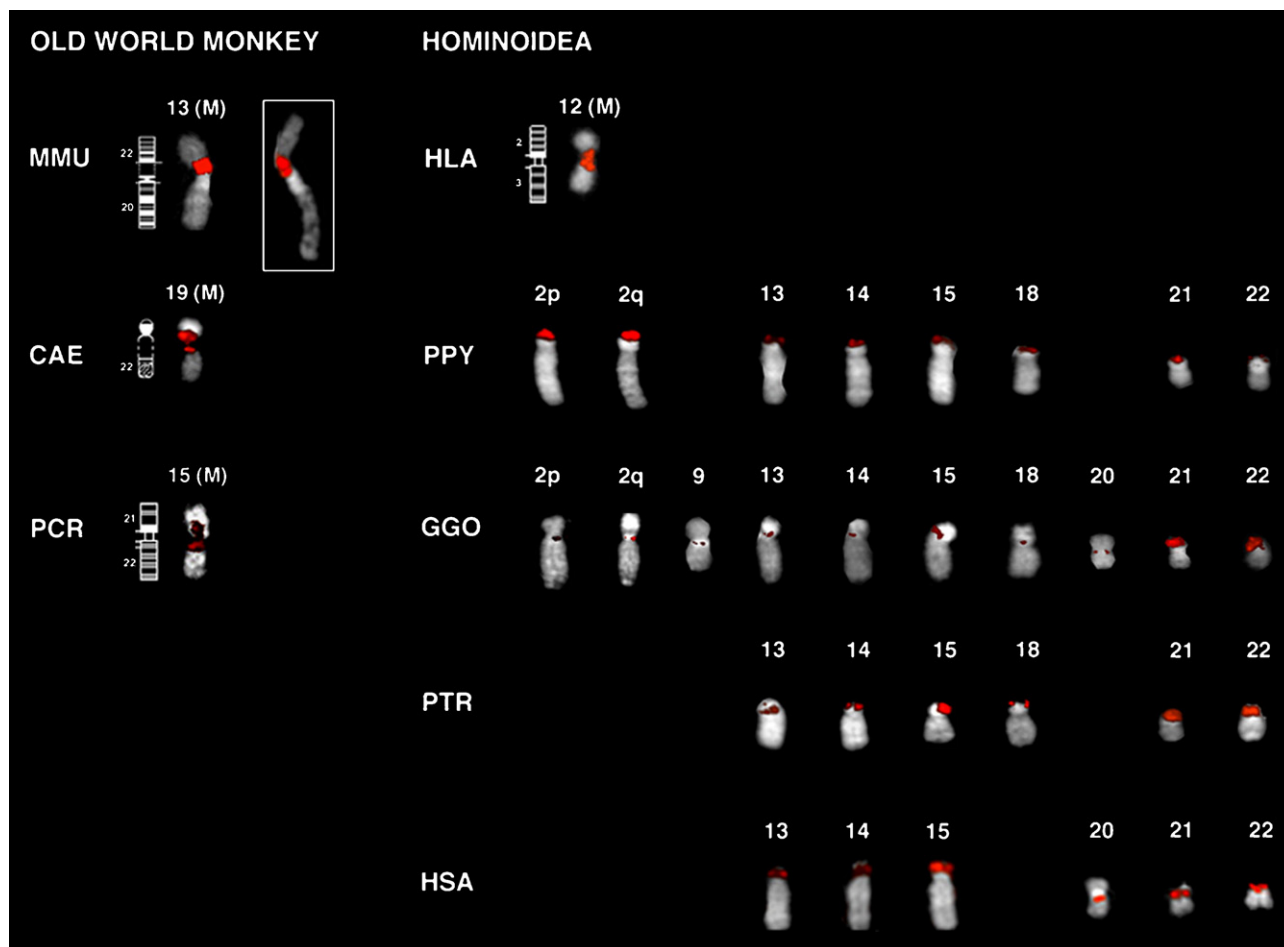 OLD WORLD MONKEY HOMINOIDEA
13 (M) 12 (M)
MMU 22 20 HLA 2 3
19 (M) 2p 2q 13 14 15 18 21 22
CAE 22 PPY
15 (M) 2p 2q 9 13 14 15 18 20 21 22
PCR 21 22 GGO
13 14 15 18 21 22
PTR
13 14 15 20 21 22
HSA